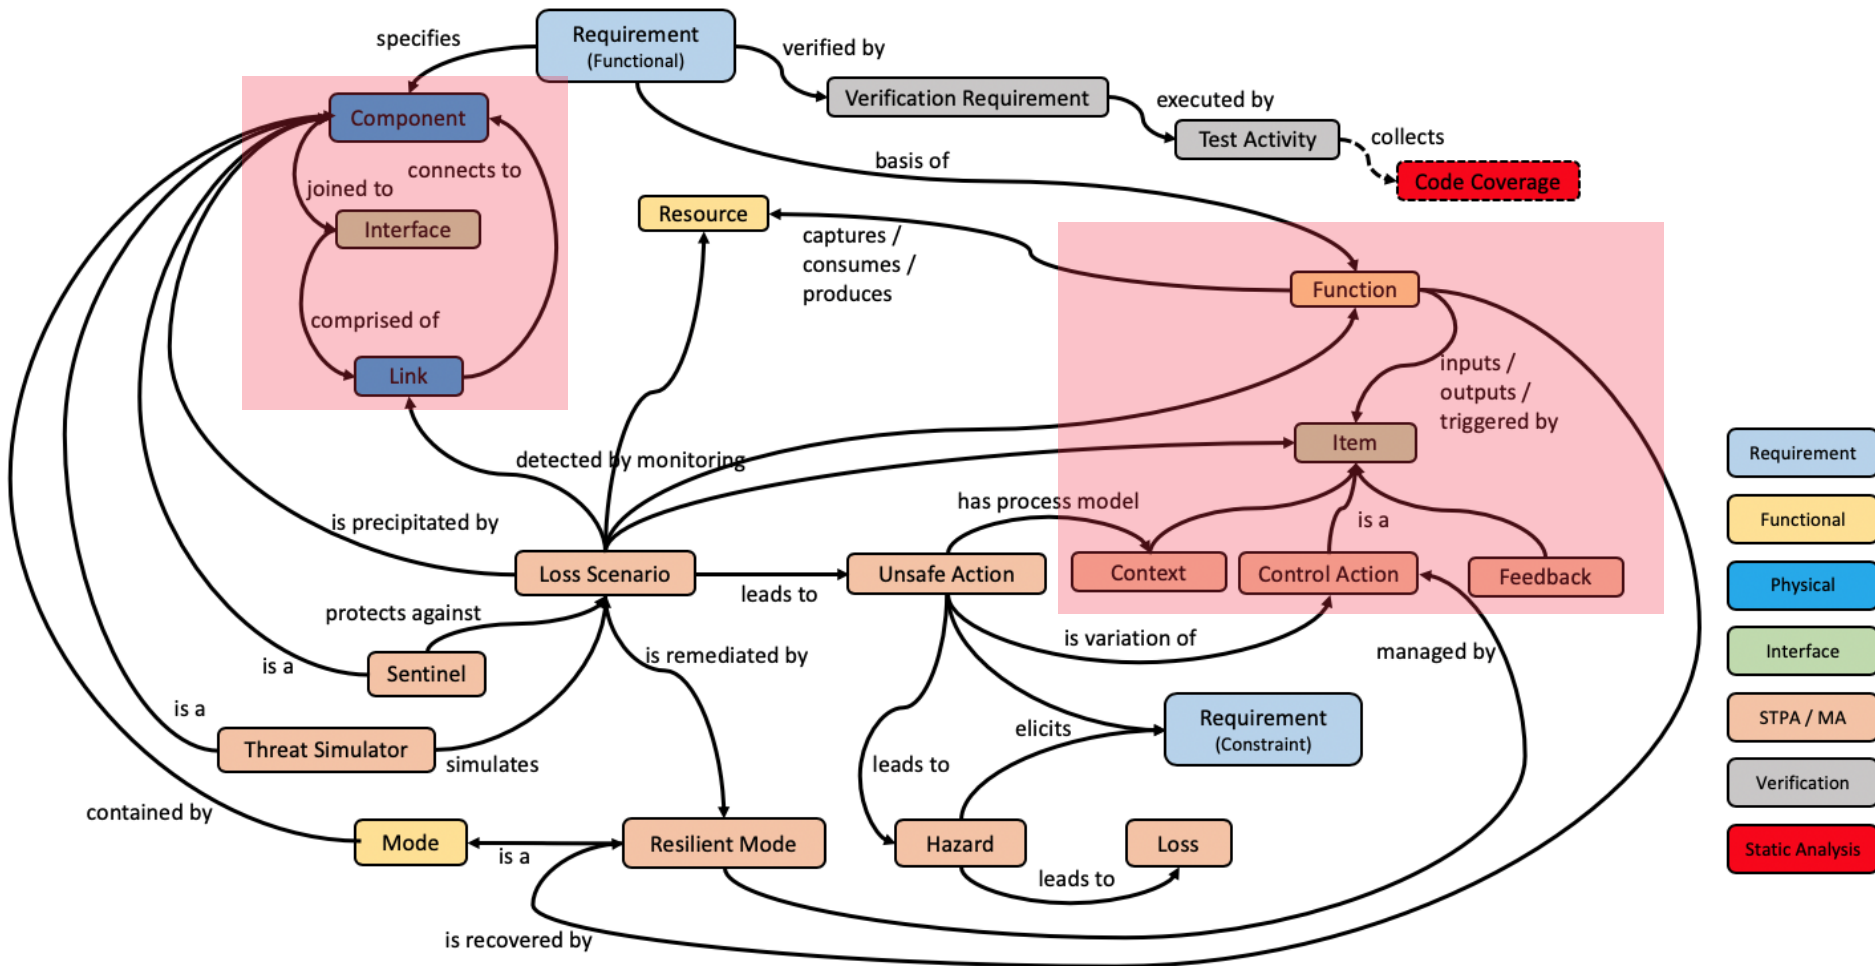 specifies
Requirement
(Functional)
verified by
Verification Requirement
executed by
Test Activity
collects
Code Coverage
Component
connects to
joined to
Interface
comprised of
Link
basis of
Resource
captures /
consumes /
produces
Function
inputs /
outputs /
triggered by
Item
detected by monitoring
has process model
is a
is precipitated by
Loss Scenario
leads to
Unsafe Action
Context
Control Action
Feedback
protects against
is a
Sentinel
is remediated by
is variation of
managed by
is a
Threat Simulator
simulates
elicits
Requirement
(Constraint)
leads to
contained by
Mode
is a
Resilient Mode
Hazard
Loss
leads to
is recovered by
Requirement
Functional
Physical
Interface
STPA / MA
Verification
Static Analysis